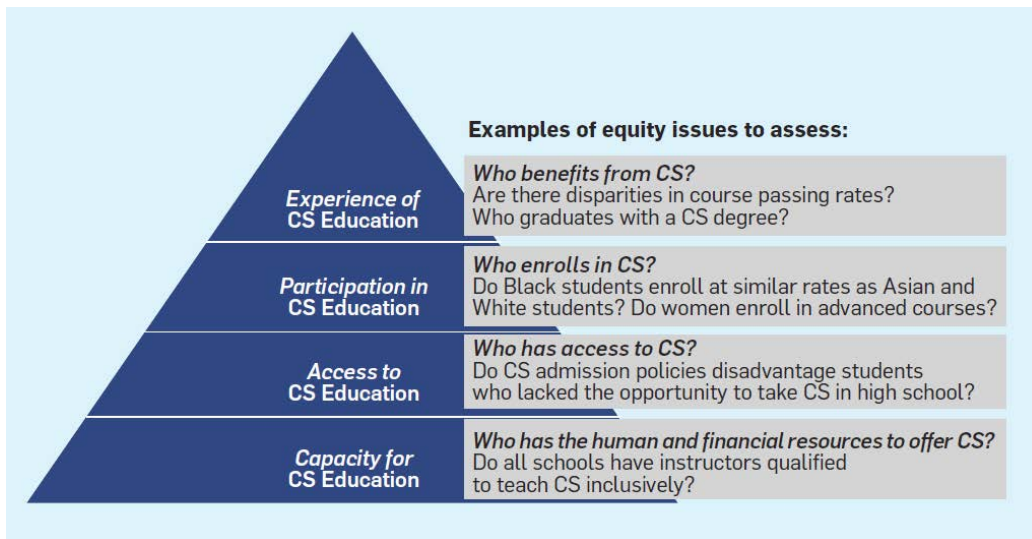 Examples of equity issues to assess:
Experience of
CS Education
Who benefits from CS?
Are there disparities in course passing rates?
Who graduates with a CS degree?
Participation in
CS Education
Who enrolls in CS?
Do Black students enroll at similar rates as Asian and
White students? Do women enroll in advanced courses?
Access to
CS Education
Who has access to CS?
Do CS admission policies disadvantage students
who lacked the opportunity to take CS in high school?
Capacity for
CS Education
Who has the human and financial resources to offer CS?
Do all schools have instructors qualified
to teach CS inclusively?